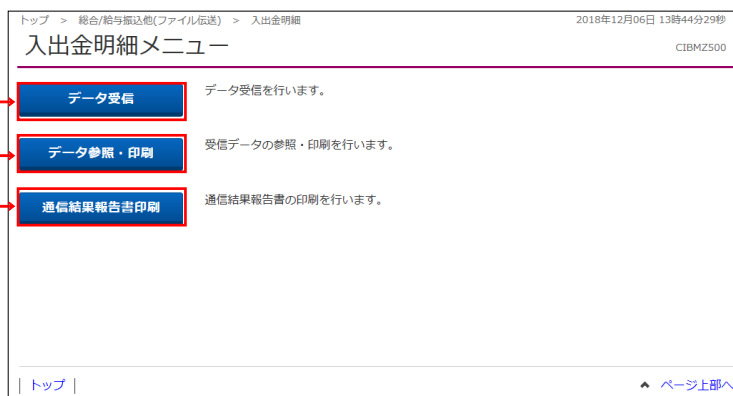 トップ > 総合/給与振込他(ファイル伝送) > 入出金明細 2018年12月06日 13時44分29秒
入出金明細メニュー CIBMZ500
データ受信 データ受信を行います。
データ参照・印刷 受信データの参照・印刷を行います。
通信結果報告書印刷 通信結果報告書の印刷を行います。
| トップ | ページ上部へ